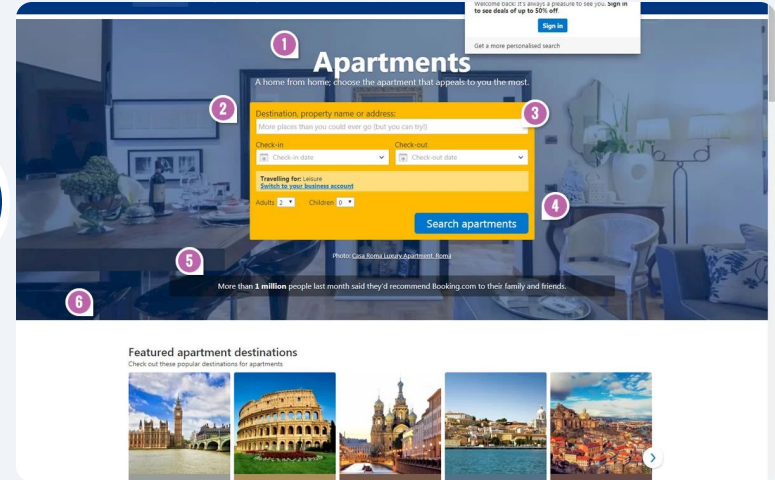 Welcome back! It's always a pleasure to see you. Sign in
to see deals of up to 50% off.
Sign in
Get a more personalised search
1
Apartments
A home from home; choose the apartment that appeals to you the most.
2
3
Destination, property name or address:
More places than you could ever go (but you can try!)
Check-in
Check-out
Check-in date
Check-out date
Travelling for: Leisure
Switch to your business account
Adults 2 Children 0
4
Search apartments
Photo: Casa Roma Luxury Apartment, Roma
5
More than 1 million people last month said they'd recommend Booking.com to their family and friends.
6
Featured apartment destinations
Check out these popular destinations for apartments